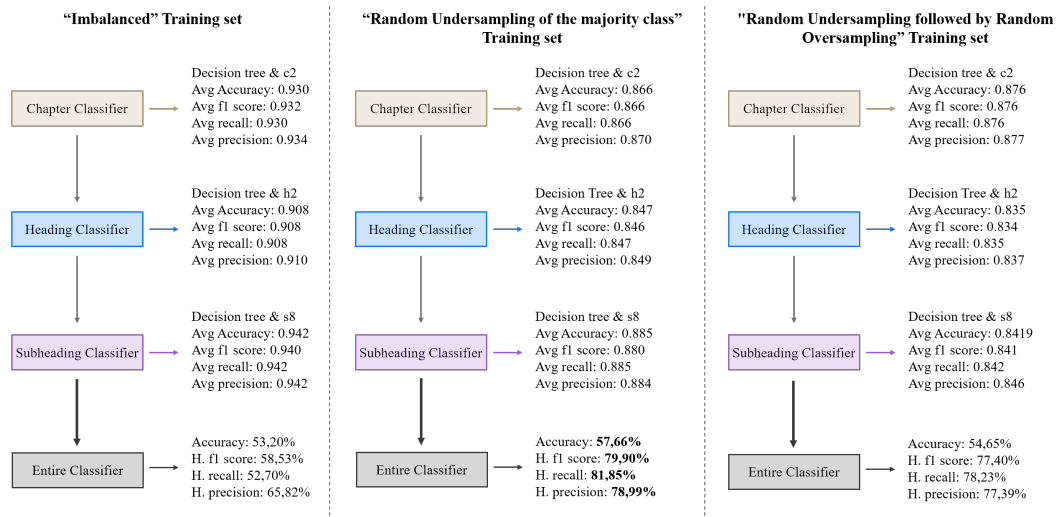 “Imbalanced” Training set
Chapter Classifier
Decision tree & c2
Avg Accuracy: 0.930
Avg f1 score: 0.932
Avg recall: 0.930
Avg precision: 0.934
Heading Classifier
Decision tree & h2
Avg Accuracy: 0.908
Avg f1 score: 0.908
Avg recall: 0.908
Avg precision: 0.910
Subheading Classifier
Decision tree & s8
Avg Accuracy: 0.942
Avg f1 score: 0.940
Avg recall: 0.942
Avg precision: 0.942
Entire Classifier
Accuracy: 53,20%
H. f1 score: 58,53%
H. recall: 52,70%
H. precision: 65,82%
“Random Undersampling of the majority class”
Training set
Chapter Classifier
Decision tree & c2
Avg Accuracy: 0.866
Avg f1 score: 0.866
Avg recall: 0.866
Avg precision: 0.870
Heading Classifier
Decision Tree & h2
Avg Accuracy: 0.847
Avg f1 score: 0.846
Avg recall: 0.847
Avg precision: 0.849
Subheading Classifier
Decision tree & s8
Avg Accuracy: 0.885
Avg f1 score: 0.880
Avg recall: 0.885
Avg precision: 0.884
Entire Classifier
Accuracy: 57,66%
H. f1 score: 79,90%
H. recall: 81,85%
H. precision: 78,99%
"Random Undersampling followed by Random
Oversampling” Training set
Chapter Classifier
Decision tree & c2
Avg Accuracy: 0.876
Avg f1 score: 0.876
Avg recall: 0.876
Avg precision: 0.877
Heading Classifier
Decision Tree & h2
Avg Accuracy: 0.835
Avg f1 score: 0.834
Avg recall: 0.835
Avg precision: 0.837
Subheading Classifier
Decision tree & s8
Avg Accuracy: 0.8419
Avg f1 score: 0.841
Avg recall: 0.842
Avg precision: 0.846
Entire Classifier
Accuracy: 54,65%
H. f1 score: 77,40%
H. recall: 78,23%
H. precision: 77,39%